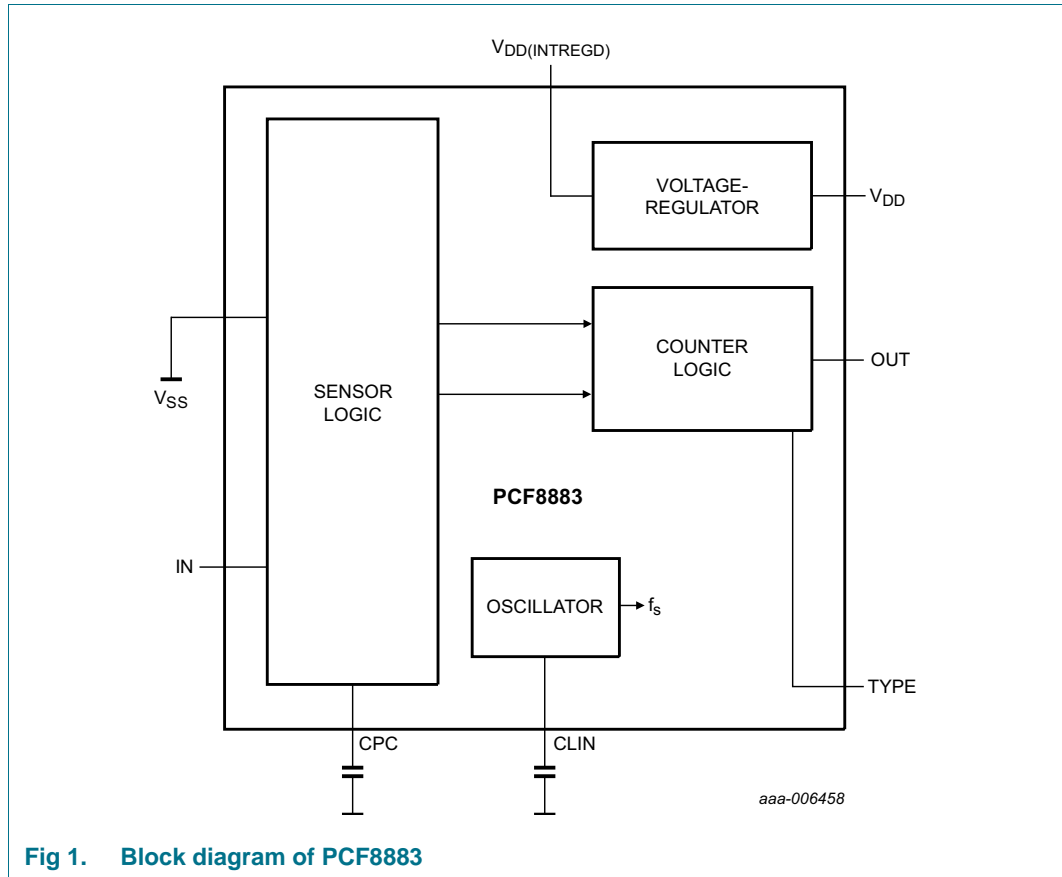 VDD(INTREGD)
VOLTAGE-
REGULATOR
VDD
SENSOR
LOGIC
COUNTER
LOGIC
OUT
VSS
PCF8883
IN
OSCILLATOR
fs
TYPE
CPC
CLIN
aaa-006458
Fig 1. Block diagram of PCF8883